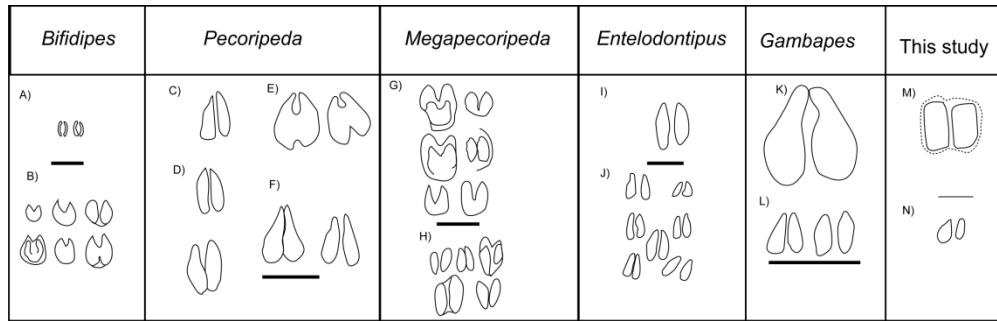 Bifidipes
Pecoripeda
Megapecoripeda
Entelodontipus
Gambapes
This study
A)
B)
C)
E)
D)
F)
G)
H)
I)
J)
K)
L)
M)
N)